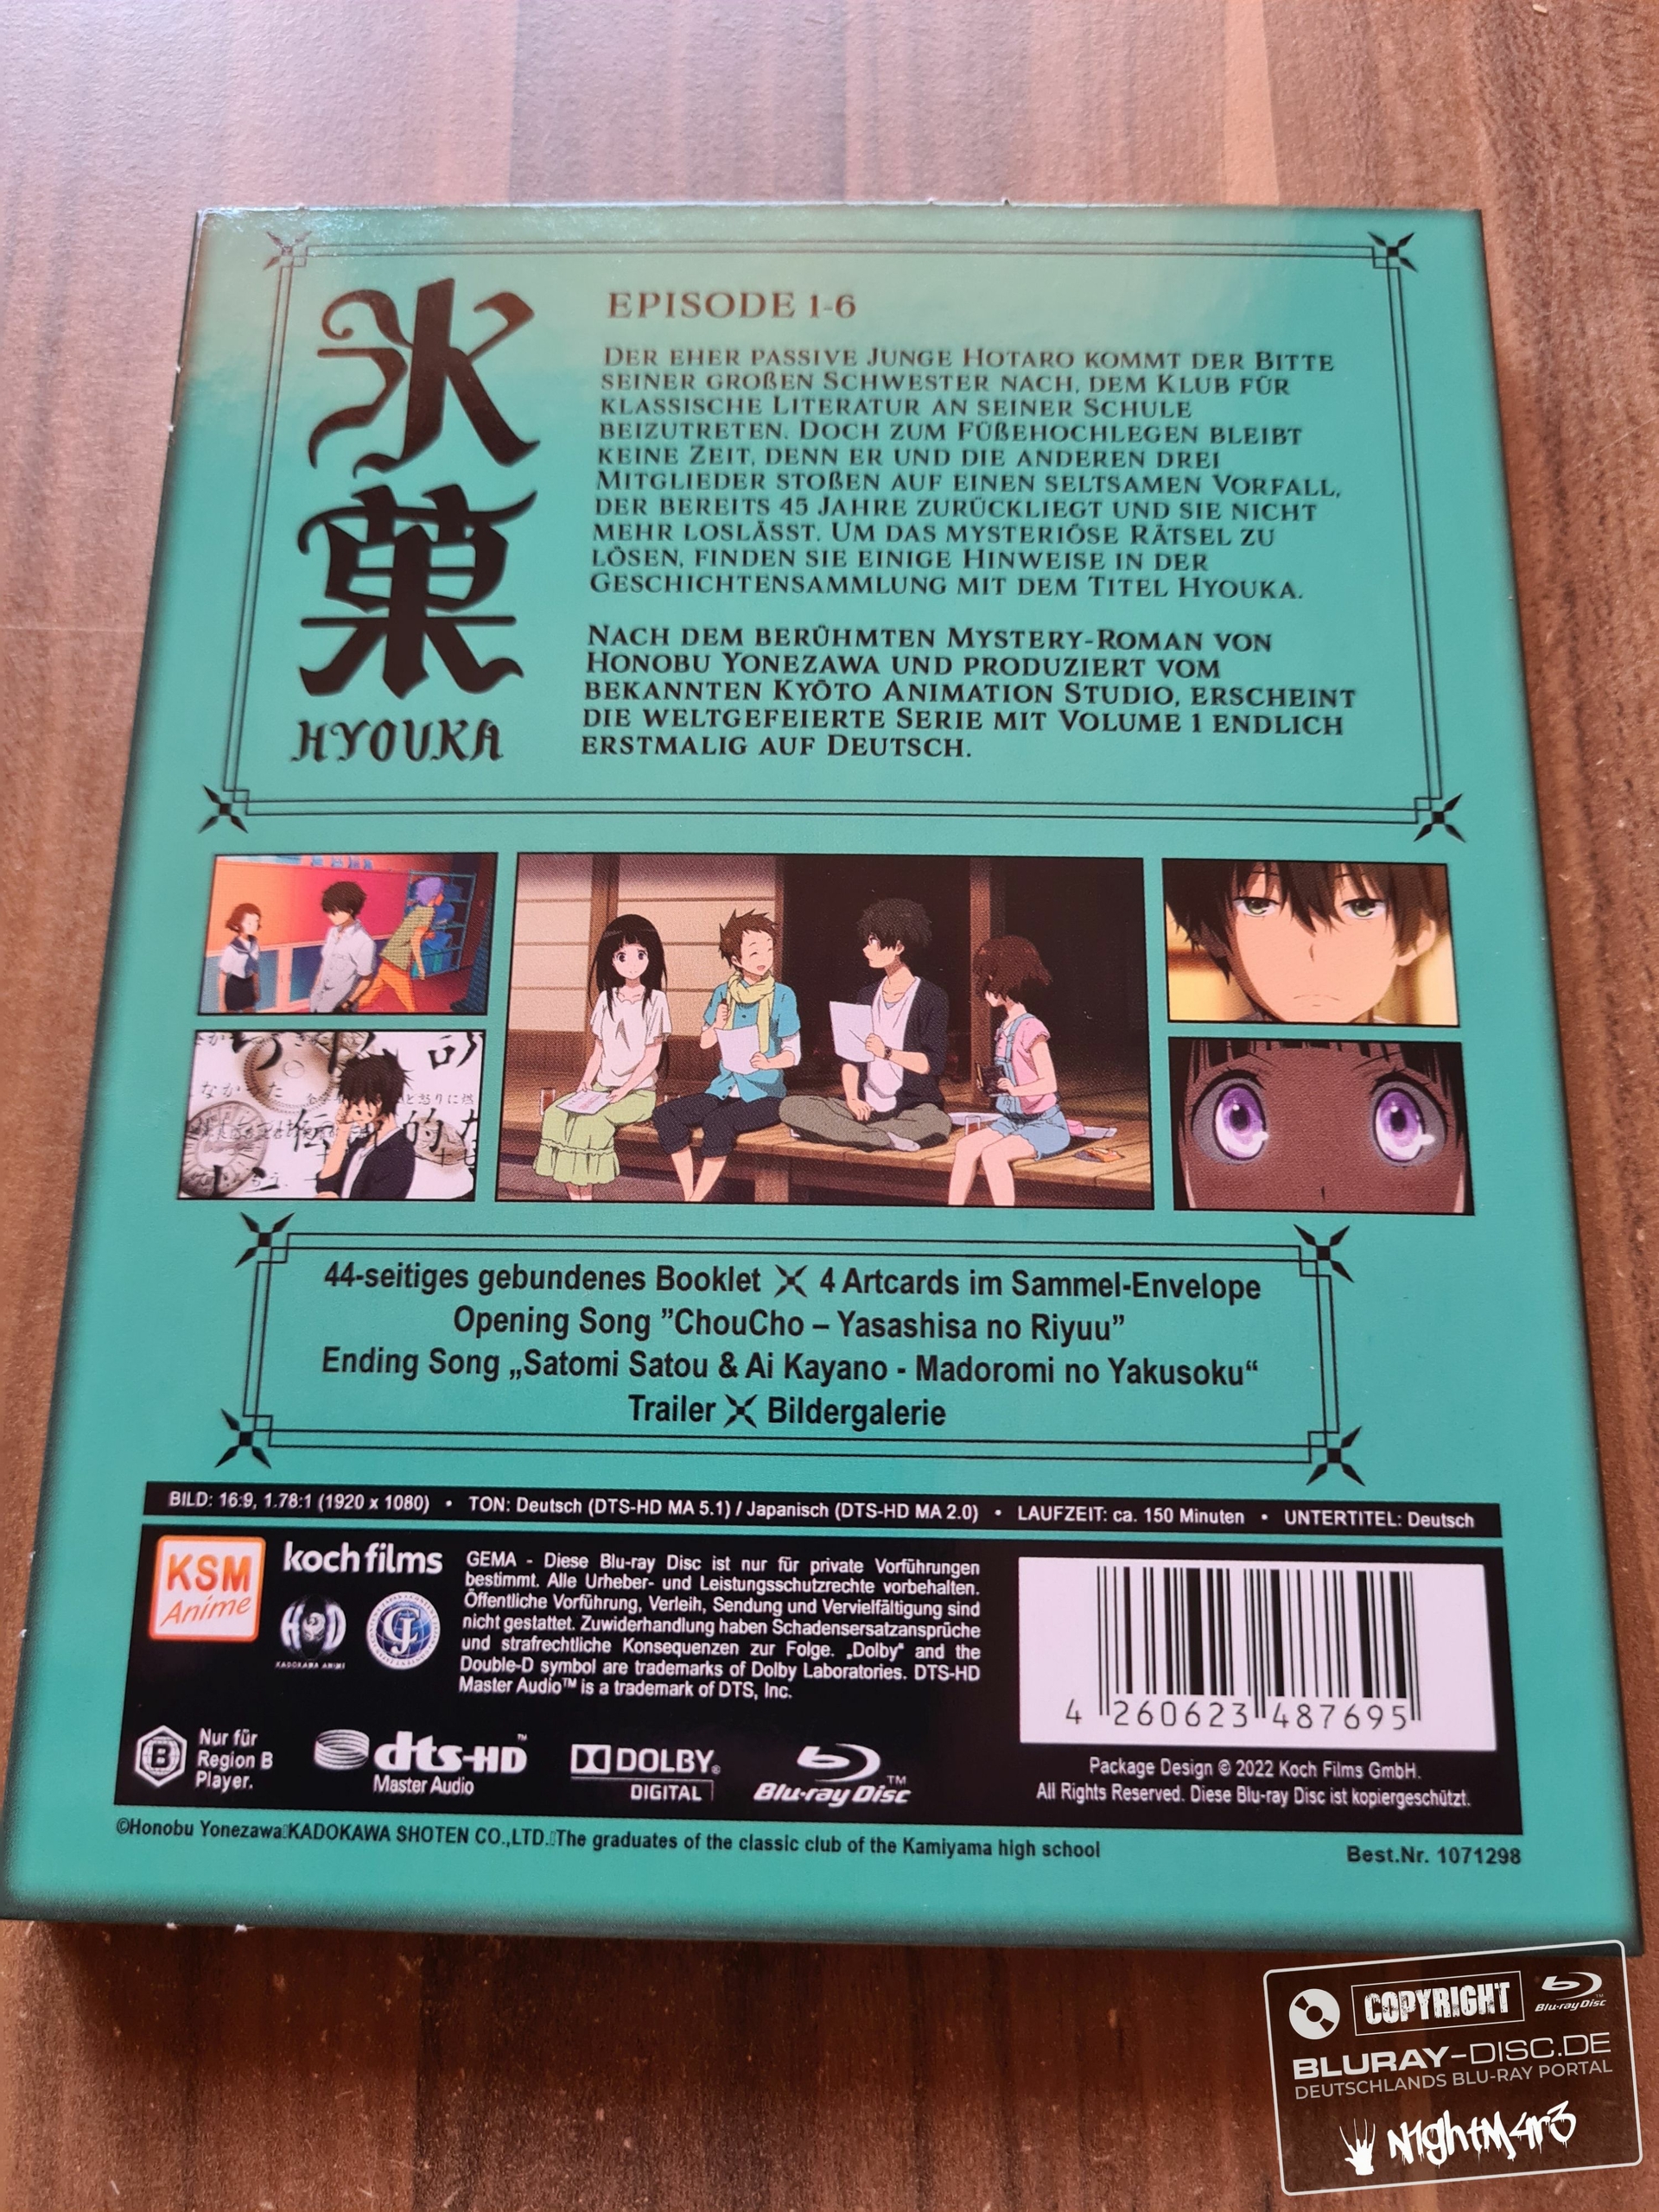 氷菓
HYOUKA
EPISODE 1-6
DER EHER PASSIVE JUNGE HOTARO KOMMT DER BITTE
SEINER GROßEN SCHWESTER NACH, DEM KLUB FÜR
KLASSISCHE LITERATUR AN SEINER SCHULE
BEIZUTRETEN. DOCH ZUM FÜßEHOCHLEGEN BLEIBT
KEINE ZEIT, DENN ER UND DIE ANDEREN DREI
MITGLIEDER STOßEN AUF EINEN SELTSAMEN VORFALL,
DER BEREITS 45 JAHRE ZURÜCKLIEGT UND SIE NICHT
MEHR LOSLÄSST. UM DAS MYSTERIÖSE RÄTSEL ZU
LÖSEN, FINDEN SIE EINIGE HINWEISE IN DER
GESCHICHTENSAMMLUNG MIT DEM TITEL HYOUKA.
NACH DEM BERÜHMTEN MYSTERY-ROMAN VON
HONOBU YONEZAWA UND PRODUZIERT VOM
BEKANNTEN KYŌTO ANIMATION STUDIO, ERSCHEINT
DIE WELTGEFEIERTE SERIE MIT VOLUME 1 ENDLICH
ERSTMALIG AUF DEUTSCH.
44-seitiges gebundenes Booklet 4 Artcards im Sammel-Envelope
Opening Song ”ChouCho – Yasashisa no Riyuu”
Ending Song „Satomi Satou & Ai Kayano - Madoromi no Yakusoku“
Trailer Bildergalerie
BILD: 16:9, 1.78:1 (1920 x 1080) • TON: Deutsch (DTS-HD MA 5.1) / Japanisch (DTS-HD MA 2.0) • LAUFZEIT: ca. 150 Minuten • UNTERTITEL: Deutsch
KSM
Anime
koch films
KADOKAWA ANIME
GEMA - Diese Blu-ray Disc ist nur für private Vorführungen
bestimmt. Alle Urheber- und Leistungsschutzrechte vorbehalten.
Öffentliche Vorführung, Verleih, Sendung und Vervielfältigung sind
nicht gestattet. Zuwiderhandlung haben Schadensersatzansprüche
und strafrechtliche Konsequenzen zur Folge. „Dolby“ and the
Double-D symbol are trademarks of Dolby Laboratories. DTS-HD
Master Audio™ is a trademark of DTS, Inc.
4 260623 487695
B
Nur für
Region B
Player.
dts-HD™
Master Audio
DOLBY®
DIGITAL
Blu-ray Disc™
Package Design © 2022 Koch Films GmbH.
All Rights Reserved. Diese Blu-ray Disc ist kopiergeschützt.
©Honobu Yonezawa KADOKAWA SHOTEN CO.,LTD. The graduates of the classic club of the Kamiyama high school
Best.Nr. 1071298
COPYRIGHT
Blu-ray Disc™
BLURAY-DISC.DE
DEUTSCHLANDS BLU-RAY PORTAL
N1ghtM4r3